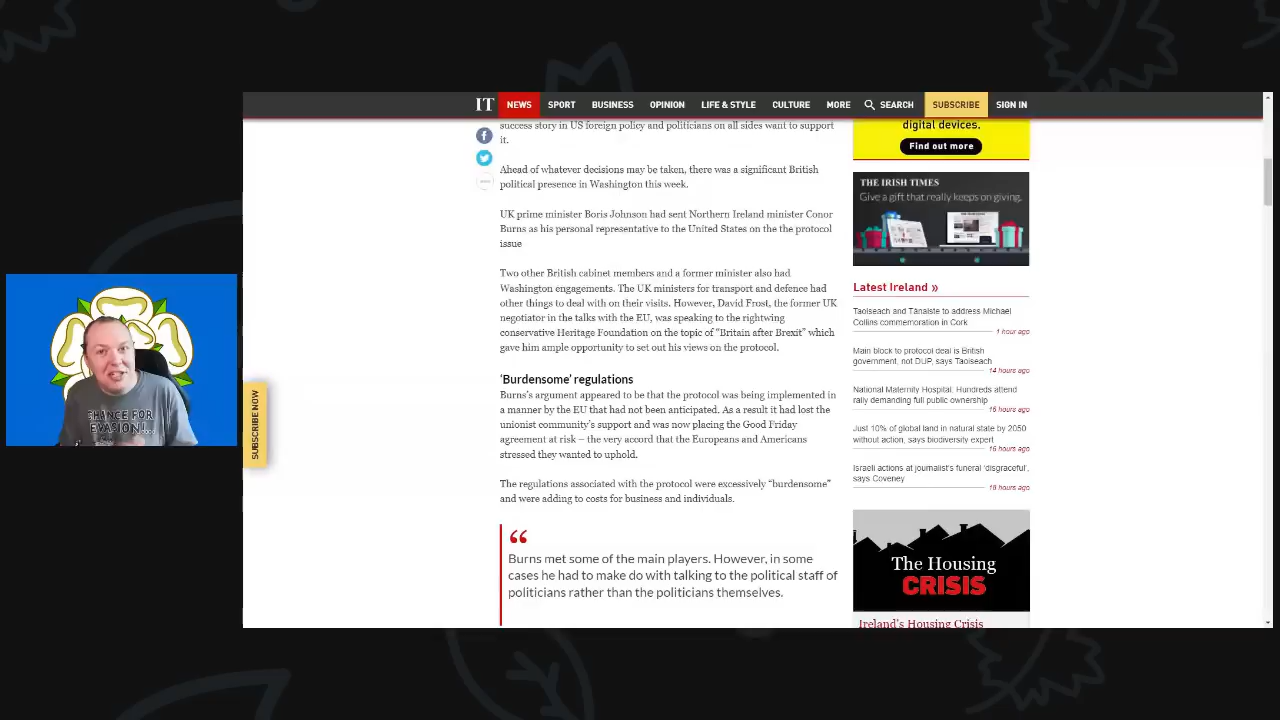 IT NEWS SPORT BUSINESS OPINION LIFE & STYLE CULTURE MORE SEARCH SUBSCRIBE SIGN IN
success story in US foreign policy and politicians on all sides want to support
it.
Ahead of whatever decisions may be taken, there was a significant British
political presence in Washington this week.
UK prime minister Boris Johnson had sent Northern Ireland minister Conor
Burns as his personal representative to the United States on the the protocol
issue
Two other British cabinet members and a former minister also had
Washington engagements. The UK ministers for transport and defence had
other things to deal with on their visits. However, David Frost, the former UK
negotiator in the talks with the EU, was speaking to the rightwing
conservative Heritage Foundation on the topic of “Britain after Brexit” which
gave him ample opportunity to set out his views on the protocol.
‘Burdensome’ regulations
Burns’s argument appeared to be that the protocol was being implemented in
a manner by the EU that had not been anticipated. As a result it had lost the
unionist community’s support and was now placing the Good Friday
agreement at risk – the very accord that the Europeans and Americans
stressed they wanted to uphold.
The regulations associated with the protocol were excessively “burdensome”
and were adding to costs for business and individuals.
Burns met some of the main players. However, in some
cases he had to make do with talking to the political staff of
politicians rather than the politicians themselves.
digital devices.
Find out more
THE IRISH TIMES
Give a gift that really keeps on giving.
Latest Ireland »
Taoiseach and Tánaiste to address Michael
Collins commemoration in Cork
1 hour ago
Main block to protocol deal is British
government, not DUP, says Taoiseach
14 hours ago
National Maternity Hospital: Hundreds attend
rally demanding full public ownership
16 hours ago
Just 10% of global land in natural state by 2050
without action, says biodiversity expert
16 hours ago
Israeli actions at journalist’s funeral ‘disgraceful’,
says Coveney
18 hours ago
The Housing
CRISIS
Ireland's Housing Crisis
SUBSCRIBE NOW
CHANCE FOR
EVASION...